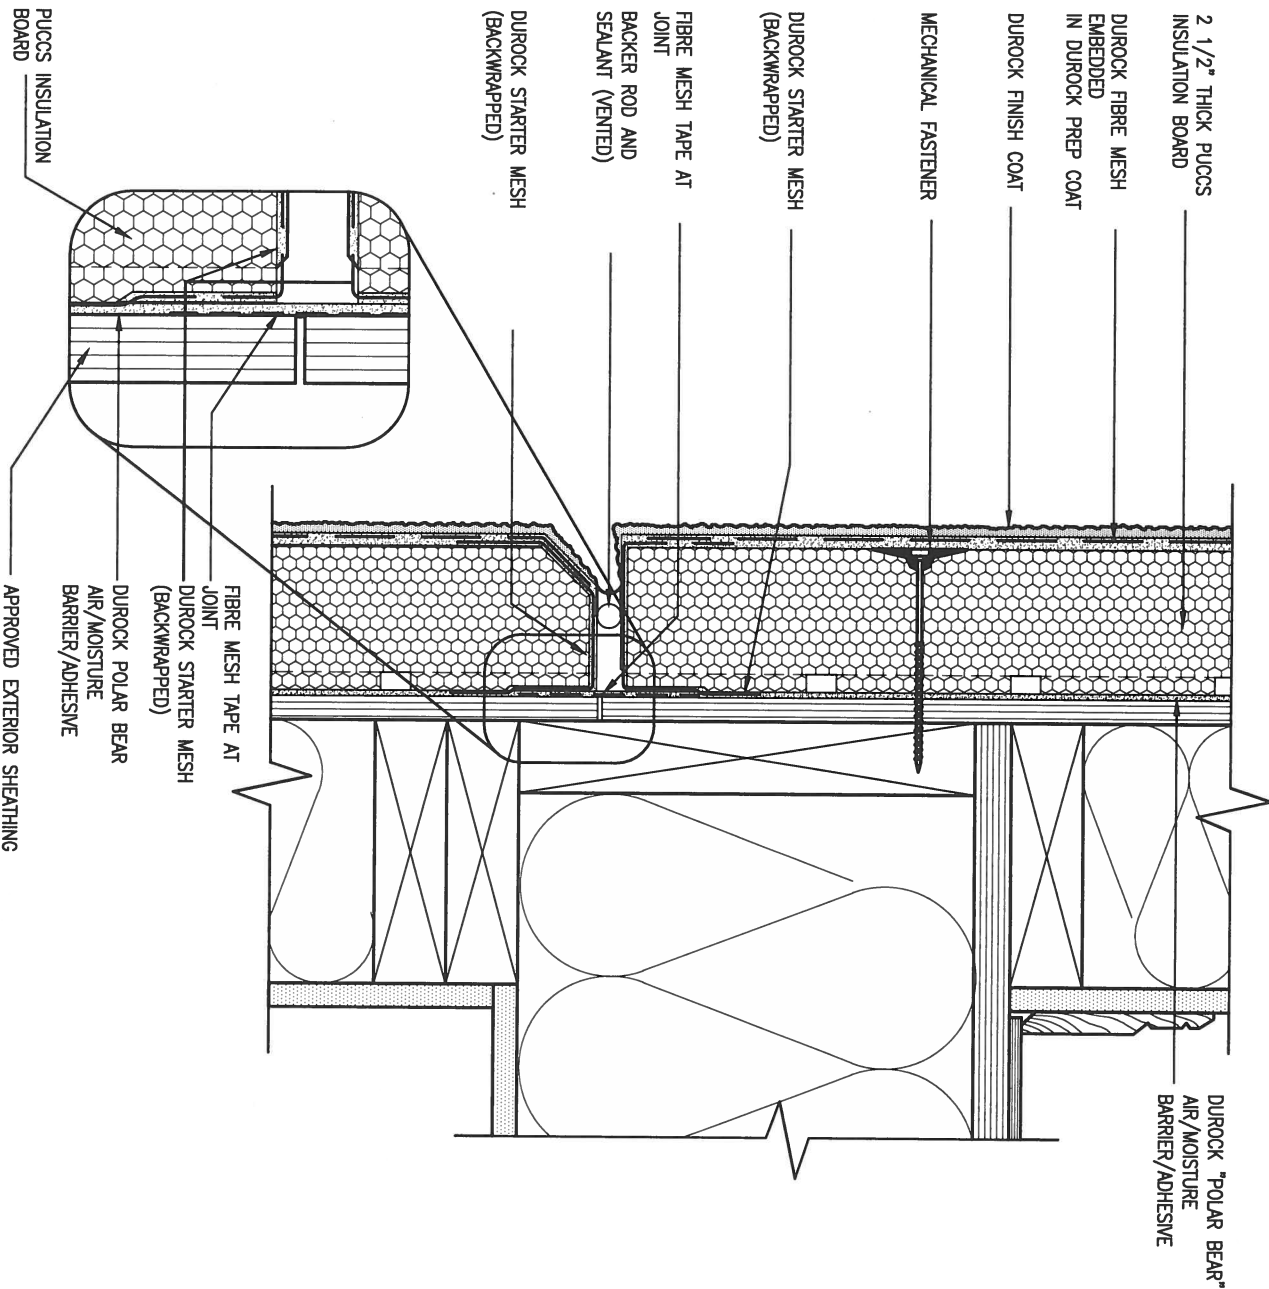 2 1/2" THICK PUCCS
INSULATION BOARD
DUROCK FIBRE MESH
EMBEDDED
IN DUROCK PREP COAT
DUROCK FINISH COAT
MECHANICAL FASTENER
DUROCK STARTER MESH
(BACKWRAPPED)
FIBRE MESH TAPE AT
JOINT
BACKER ROD AND
SEALANT (VENTED)
DUROCK STARTER MESH
(BACKWRAPPED)
PUCCS INSULATION
BOARD
DUROCK "POLAR BEAR"
AIR/MOISTURE
BARRIER/ADHESIVE
FIBRE MESH TAPE AT
JOINT
DUROCK STARTER MESH
(BACKWRAPPED)
DUROCK POLAR BEAR
AIR/MOISTURE
BARRIER/ADHESIVE
APPROVED EXTERIOR SHEATHING